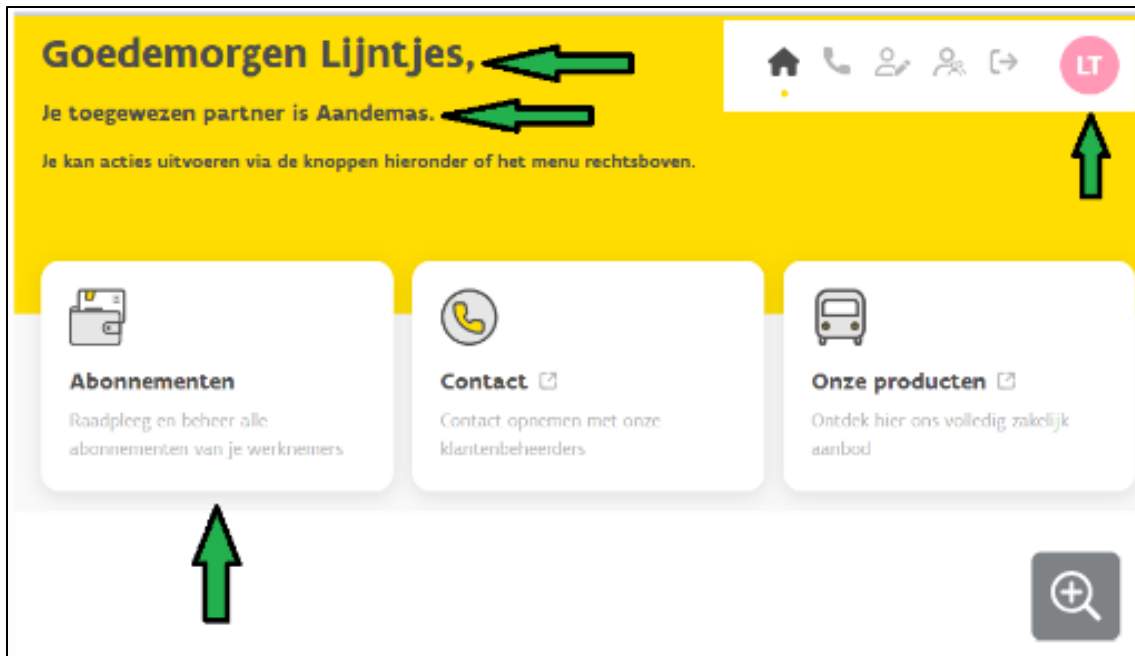 Goedemorgen Lijntjes,
LT
Je toegewezen partner is Aandemas.
Je kan acties uitvoeren via de knoppen hieronder of het menu rechtsboven.
Abonnementen
Raadpleeg en beheer alle
abonnementen van je werknemers
Contact
Contact opnemen met onze
klantenbeheerders
Onze producten
Ontdek hier ons volledig zakelijk
aanbod